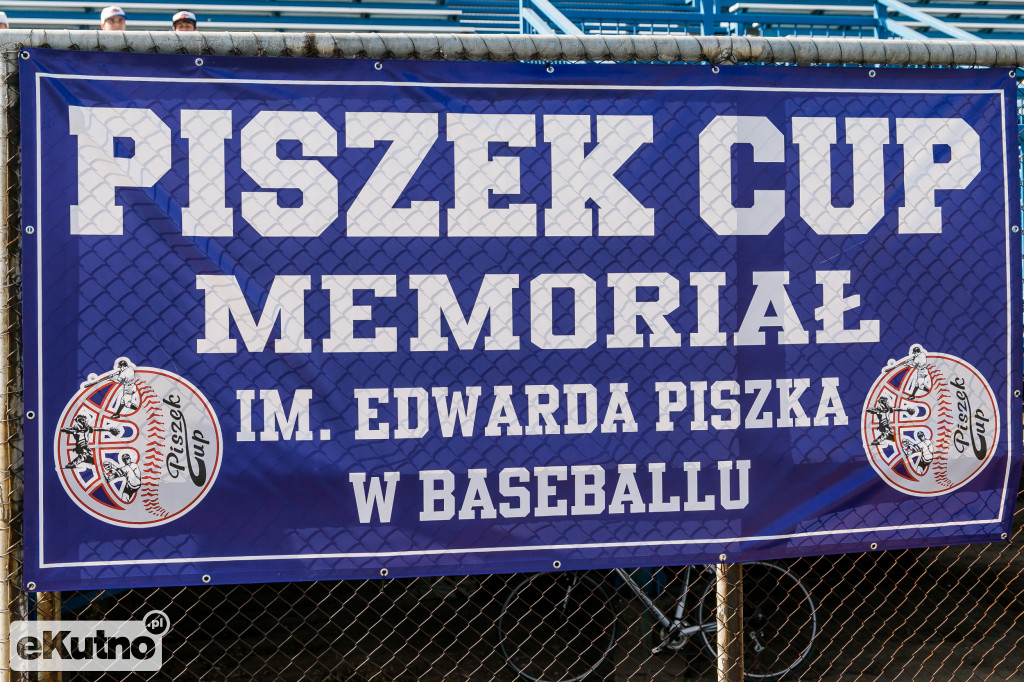 PISZEK CUP
MEMORIAŁ
IM. EDWARDA PISZKA
W BASEBALLU
Piszek
Cup
Piszek
Cup
eKutno.pl